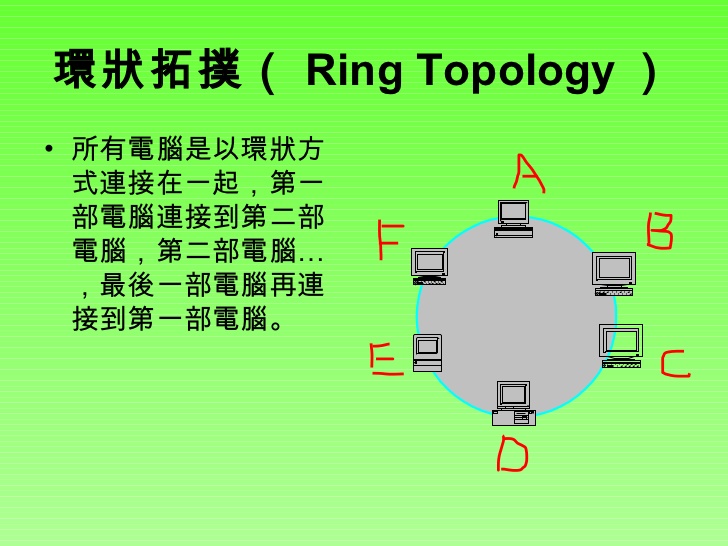 環狀拓撲（ Ring Topology ）
• 所有電腦是以環狀方
式連接在一起，第一
部電腦連接到第二部
電腦，第二部電腦…
，最後一部電腦再連
接到第一部電腦。
A
B
F
E
C
D